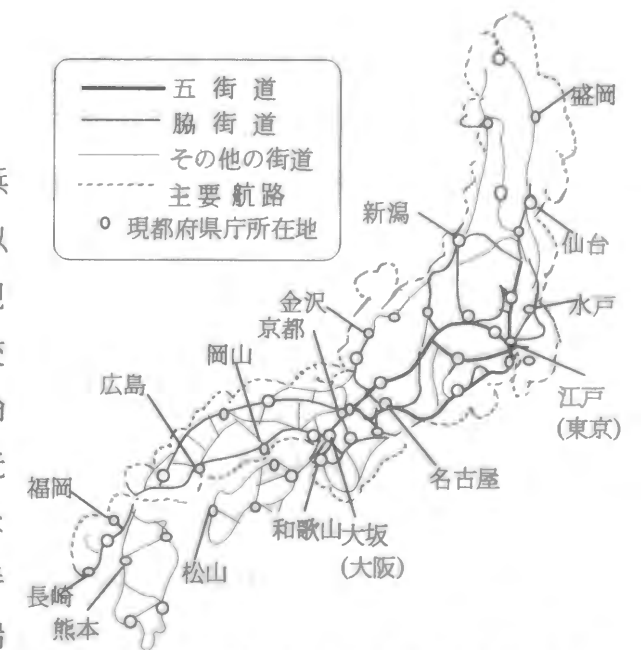 五街道
脇街道
その他の街道
主要航路
現都府県庁所在地
盛岡
仙台
新潟
水戸
金沢
京都
岡山
広島
江戸
(東京)
名古屋
福岡
和歌山
大坂
(大阪)
松山
長崎
熊本